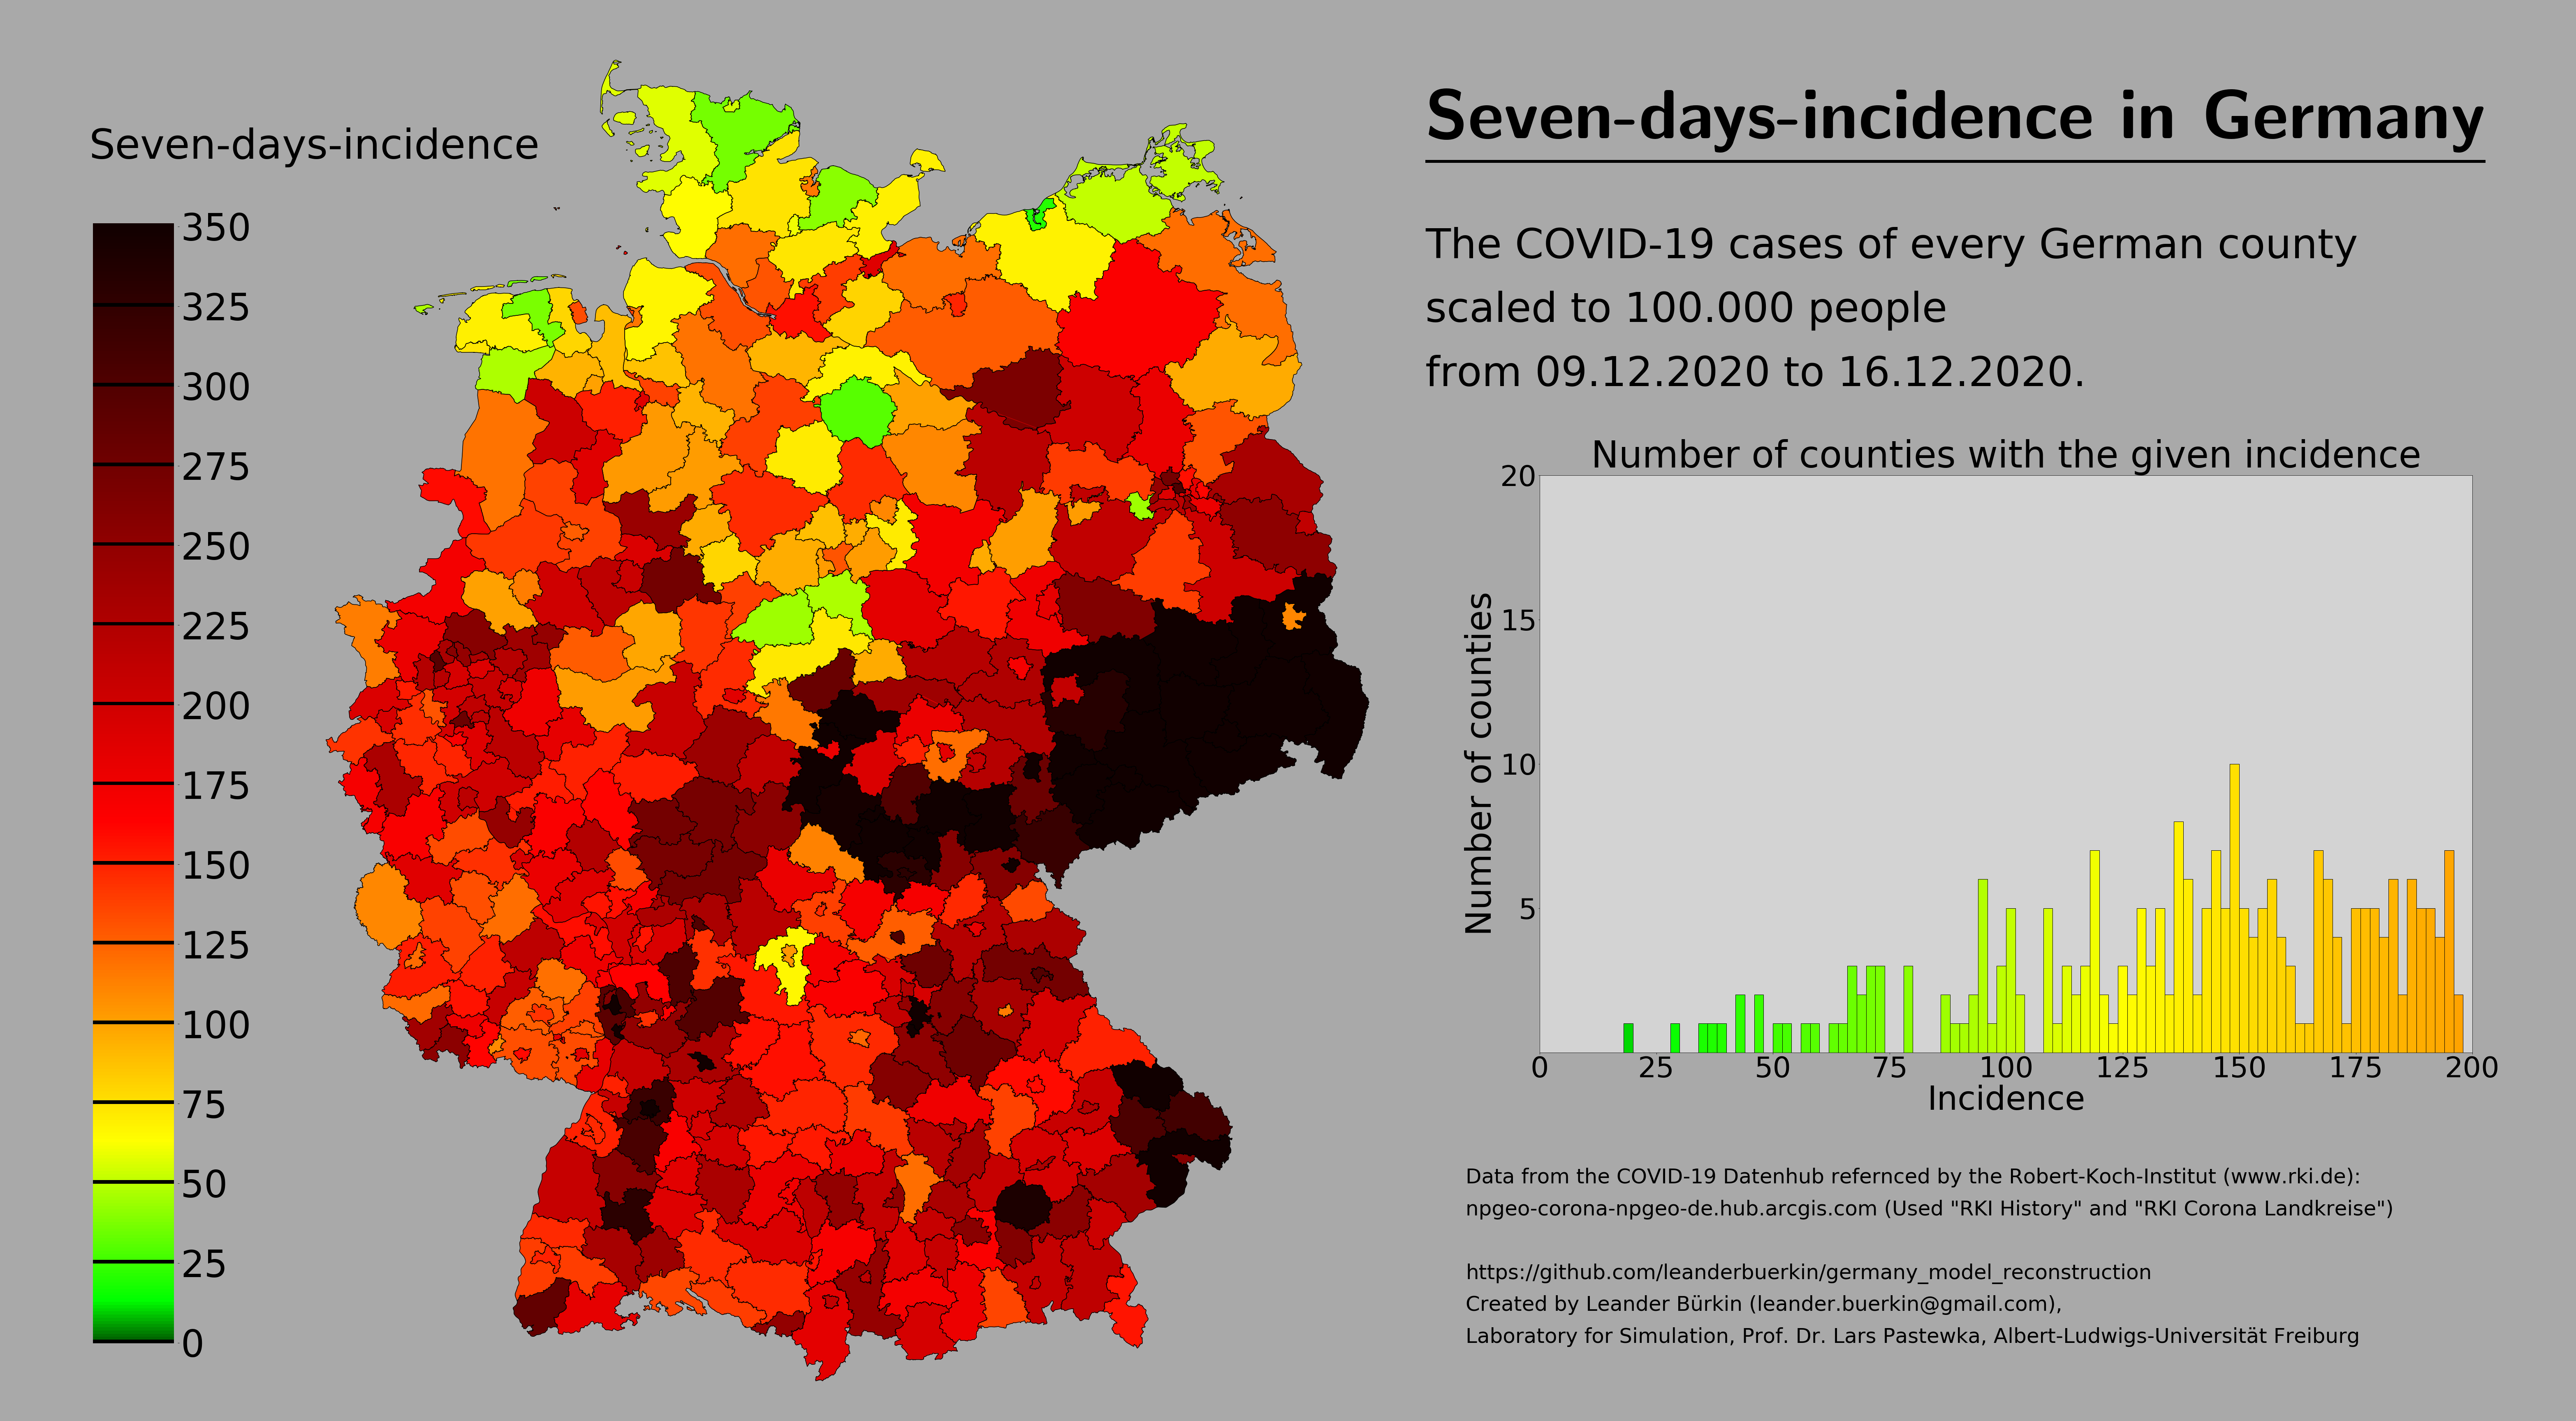 Seven-days-incidence
350
325
300
275
250
225
200
175
150
125
100
75
50
25
0
Seven-days-incidence in Germany
The COVID-19 cases of every German county
scaled to 100.000 people
from 09.12.2020 to 16.12.2020.
Number of counties with the given incidence
20
15
10
5
Number of counties
0 25 50 75 100 125 150 175 200
Incidence
Data from the COVID-19 Datenhub refernced by the Robert-Koch-Institut (www.rki.de):
npgeo-corona-npgeo-de.hub.arcgis.com (Used "RKI History" and "RKI Corona Landkreise")
https://github.com/leanderbuerkin/germany_model_reconstruction
Created by Leander Bürkin (leander.buerkin@gmail.com),
Laboratory for Simulation, Prof. Dr. Lars Pastewka, Albert-Ludwigs-Universität Freiburg